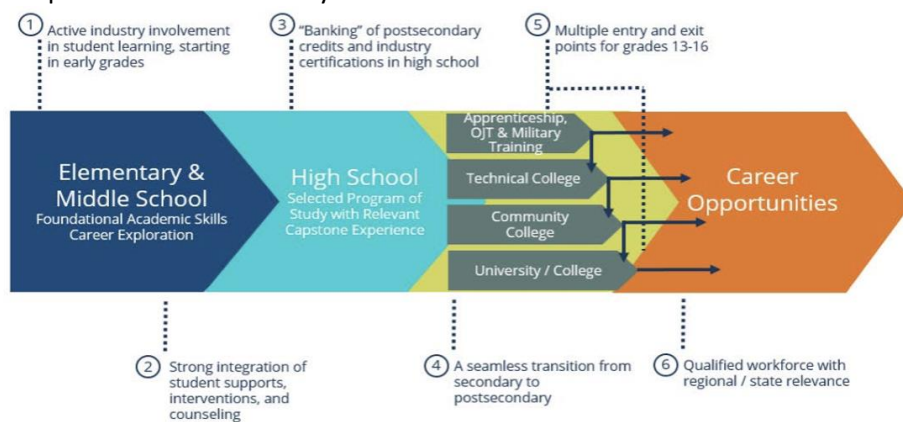 1 Active industry involvement
in student learning, starting
in early grades
3 “Banking” of postsecondary
credits and industry
certifications in high school
5 Multiple entry and exit
points for grades 13-16
Elementary &
Middle School
Foundational Academic Skills
Career Exploration
High School
Selected Program of
Study with Relevant
Capstone Experience
Apprenticeship,
OJT & Military
Training
Technical College
Community
College
University / College
Career
Opportunities
2 Strong integration of
student supports,
interventions, and
counseling
4 A seamless transition from
secondary to
postsecondary
6 Qualified workforce with
regional / state relevance